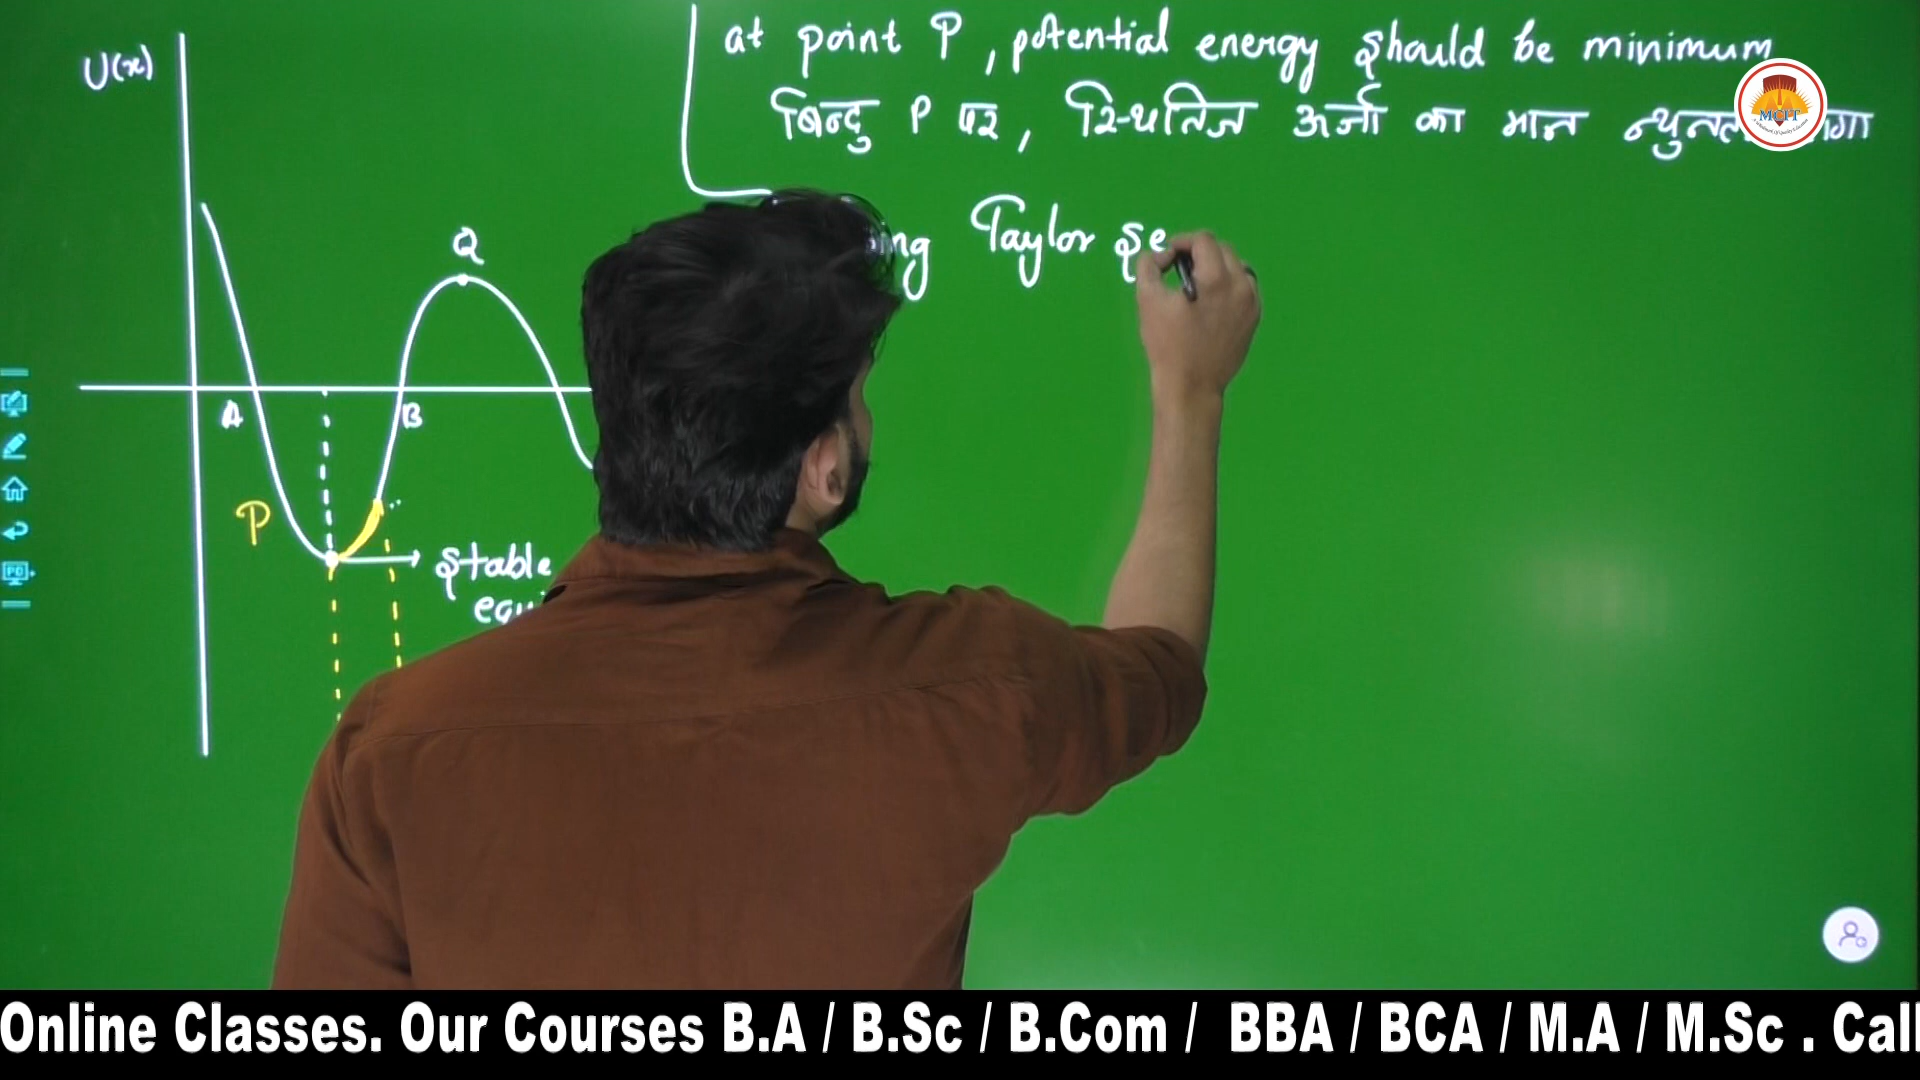 U(x)
at point P, potential energy should be minimum
बिन्दु P पर, स्थितिज ऊर्जा का मान
Taylor se
Q
A
B
P
stable
MCIT
Online Classes. Our Courses B.A / B.Sc / B.Com / BBA / BCA / M.A / M.Sc . Call